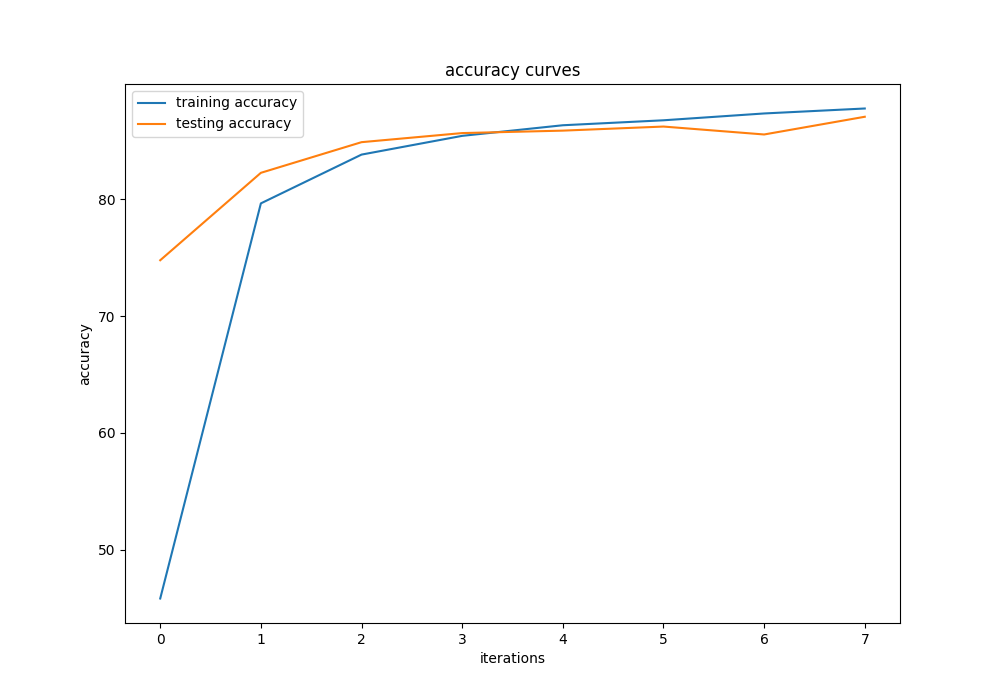 accuracy curves
training accuracy
testing accuracy
accuracy
80
70
60
50
0 1 2 3 4 5 6 7
iterations